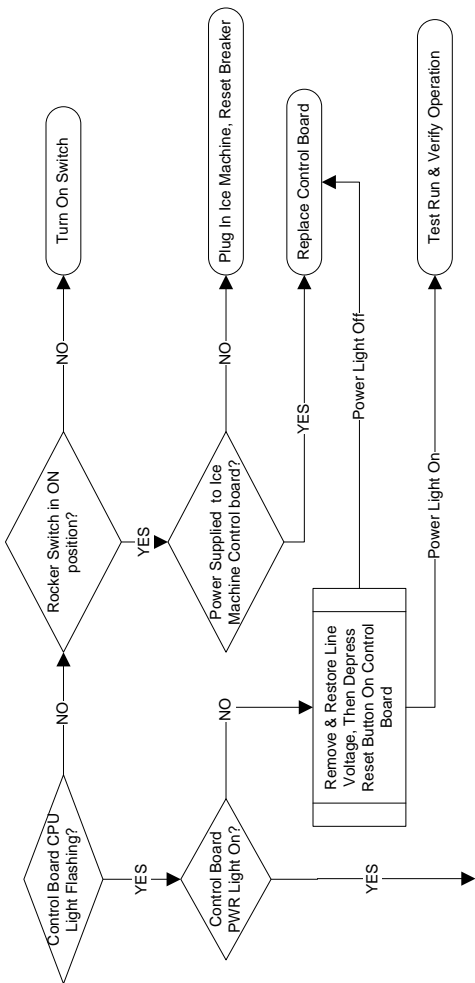 Control Board CPU
Light Flashing?
NO
Rocker Switch in ON
position?
NO
Turn On Switch
YES
YES
Power Supplied to Ice
Machine Control board?
NO
Plug In Ice Machine, Reset Breaker
YES
Replace Control Board
Control Board
PWR Light On?
NO
Remove & Restore Line
Voltage, Then Depress
Reset Button On Control
Board
Power Light Off
Power Light On
Test Run & Verify Operation
YES